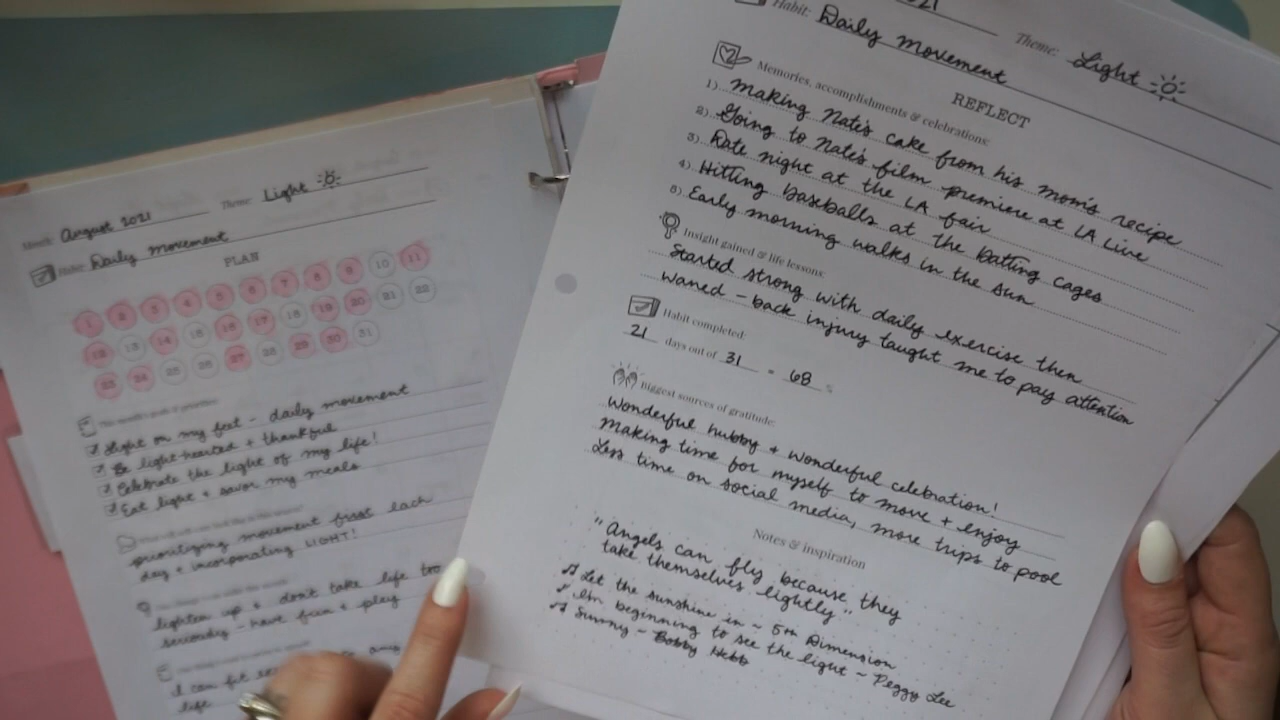 Month: August 2021 Theme: Light
Habit: Daily movement
PLAN
1 2 3 4 5 6 7 8 9 10 11
12 13 14 15 16 17 18 19 20 21 22
23 24 25 26 27 28 29 30 31
This month's goals & priorities:
Light on my feet - daily movement
Be light-hearted + thankful
Celebrate the light of my life!
Eat light + savor my meals
prioritizing movement first each
day + incorporating LIGHT!
lighten up + don't take life too
seriously - have fun + play
I can fit any
life.
21 Theme: Light
Habit: Daily movement
REFLECT
Memories, accomplishments & celebrations:
1) Making Nate's cake from his mom's recipe
2) Going to Nate's film premiere at LA Live
3) Date night at the LA fair
4) Hitting baseballs at the batting cages
5) Early morning walks in the sun
Insight gained & life lessons:
Started strong with daily exercise then
waned - back injury taught me to pay attention
Habit completed:
21 days out of 31 = 68 %
Biggest sources of gratitude:
Wonderful hubby + wonderful celebration!
Making time for myself to move + enjoy
Less time on social media, more trips to pool
Notes & inspiration
"Angels can fly because they
take themselves lightly"
Let the sunshine in ~ 5th Dimension
I'm beginning to see the light ~ Peggy Lee
Sunny ~ Bobby Hebb